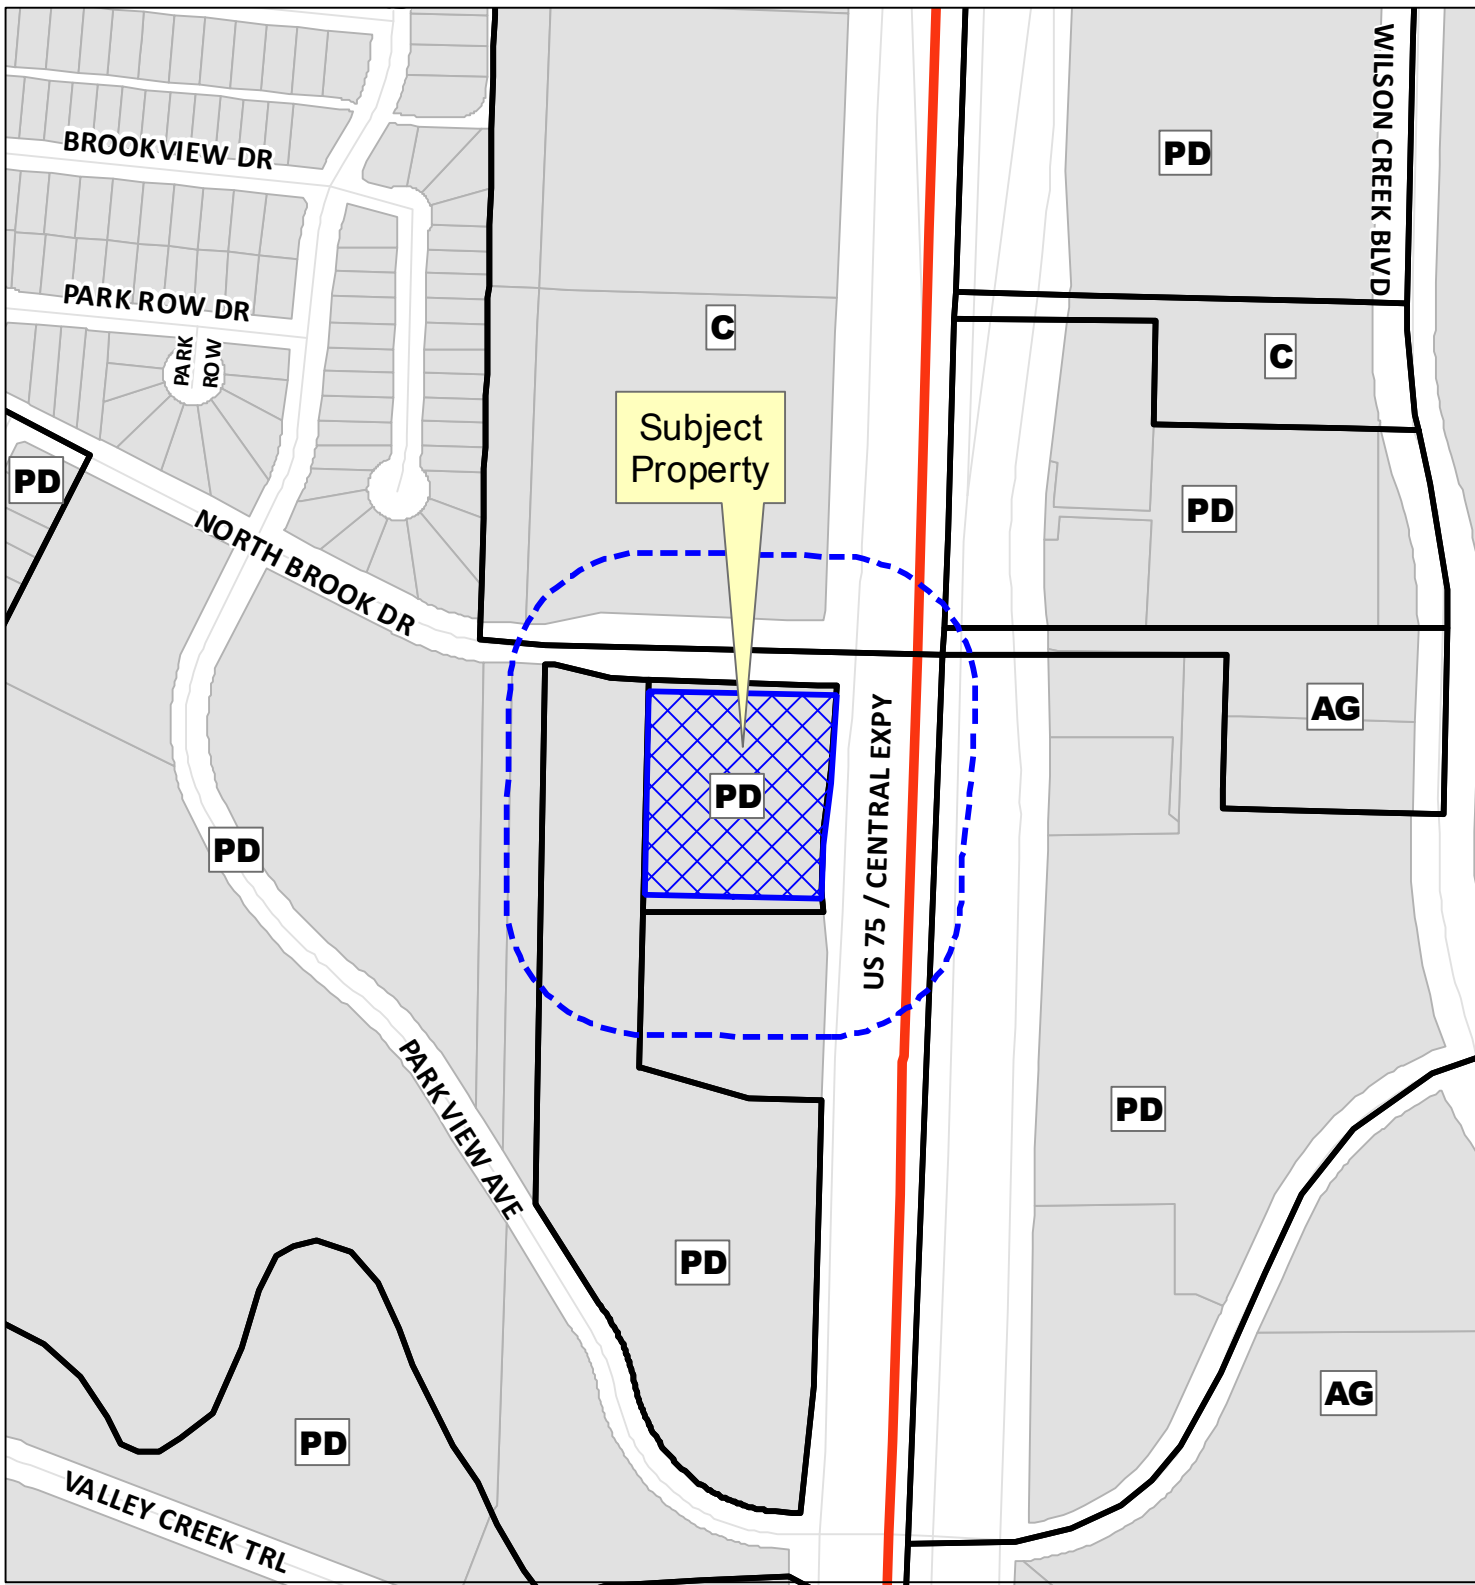 BROOKVIEW DR
PARK ROW DR
PARK
ROW
NORTH BROOK DR
WILSON CREEK BLVD
PD
C
C
Subject
Property
PD
PD
AG
PD
PD
US 75 / CENTRAL EXPY
PARK VIEW AVE
PD
PD
AG
PD
VALLEY CREEK TRL